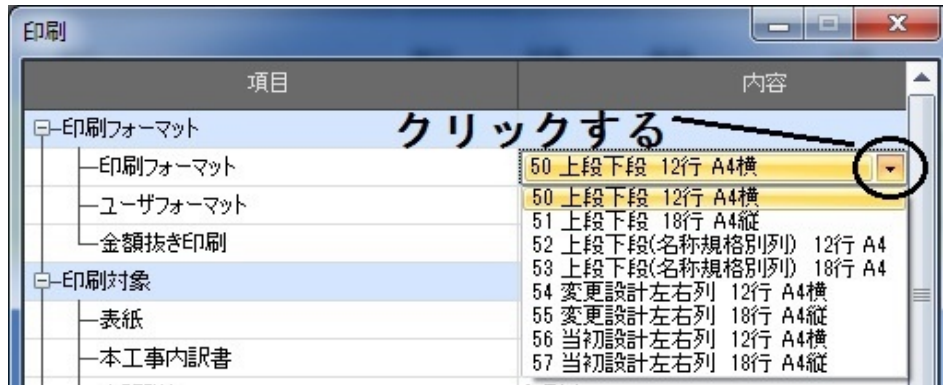 印刷
項目
内容
印刷フォーマット
クリックする
印刷フォーマット
50 上段下段 12行 A4横
ユーザフォーマット
50 上段下段 12行 A4横
51 上段下段 18行 A4縦
金額抜き印刷
52 上段下段(名称規格別列) 12行 A4
53 上段下段(名称規格別列) 18行 A4
印刷対象
54 変更設計左右列 12行 A4横
表紙
55 変更設計左右列 18行 A4縦
56 当初設計左右列 12行 A4横
本工事内訳書
57 当初設計左右列 18行 A4縦